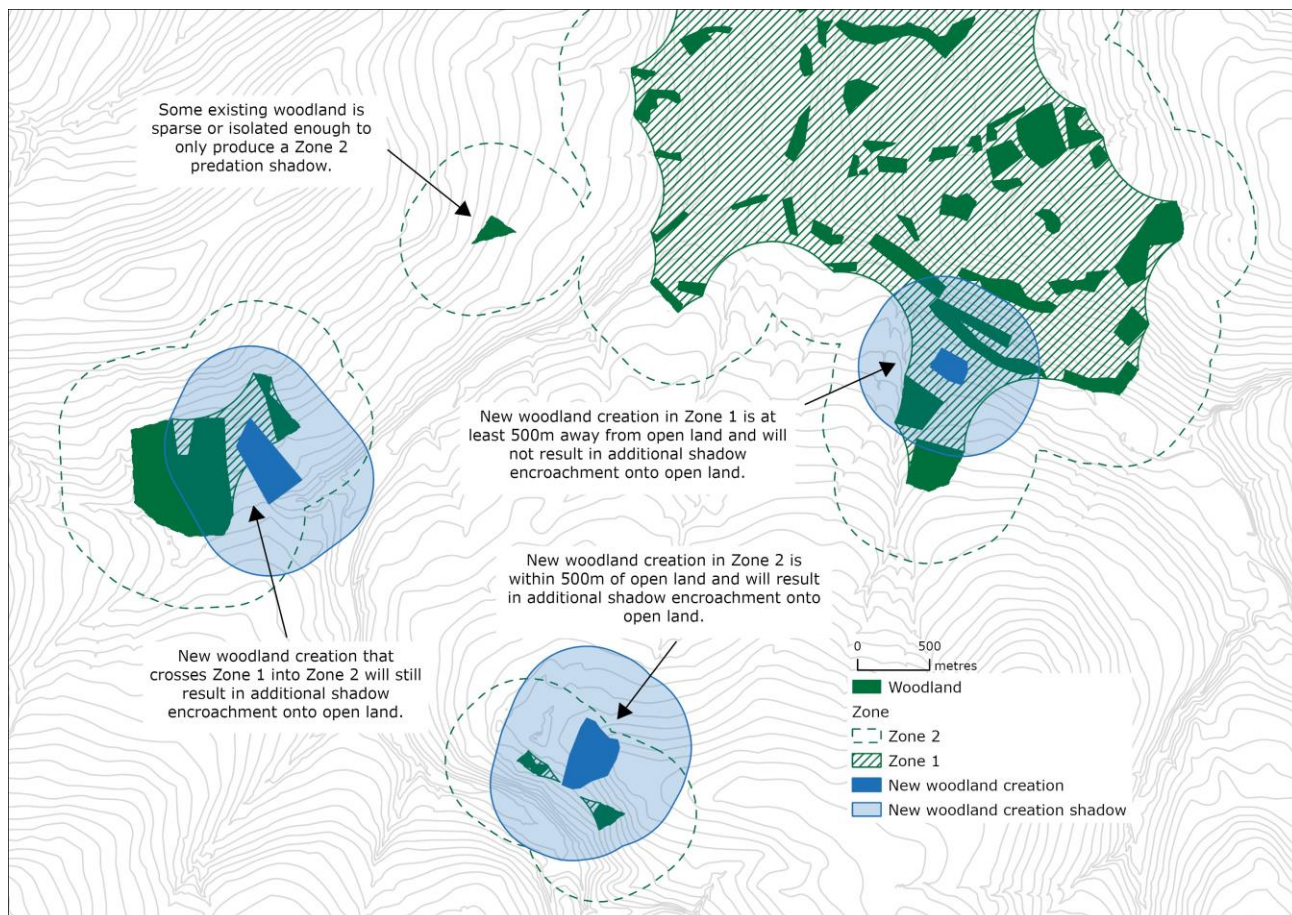 Some existing woodland is
sparse or isolated enough to
only produce a Zone 2
predation shadow.
New woodland creation in Zone 1 is at
least 500m away from open land and will
not result in additional shadow
encroachment onto open land.
New woodland creation in Zone 2 is
within 500m of open land and will result
in additional shadow encroachment onto
open land.
New woodland creation that
crosses Zone 1 into Zone 2 will still
result in additional shadow
encroachment onto open land.
0 500
metres
Woodland
Zone
Zone 2
Zone 1
New woodland creation
New woodland creation shadow